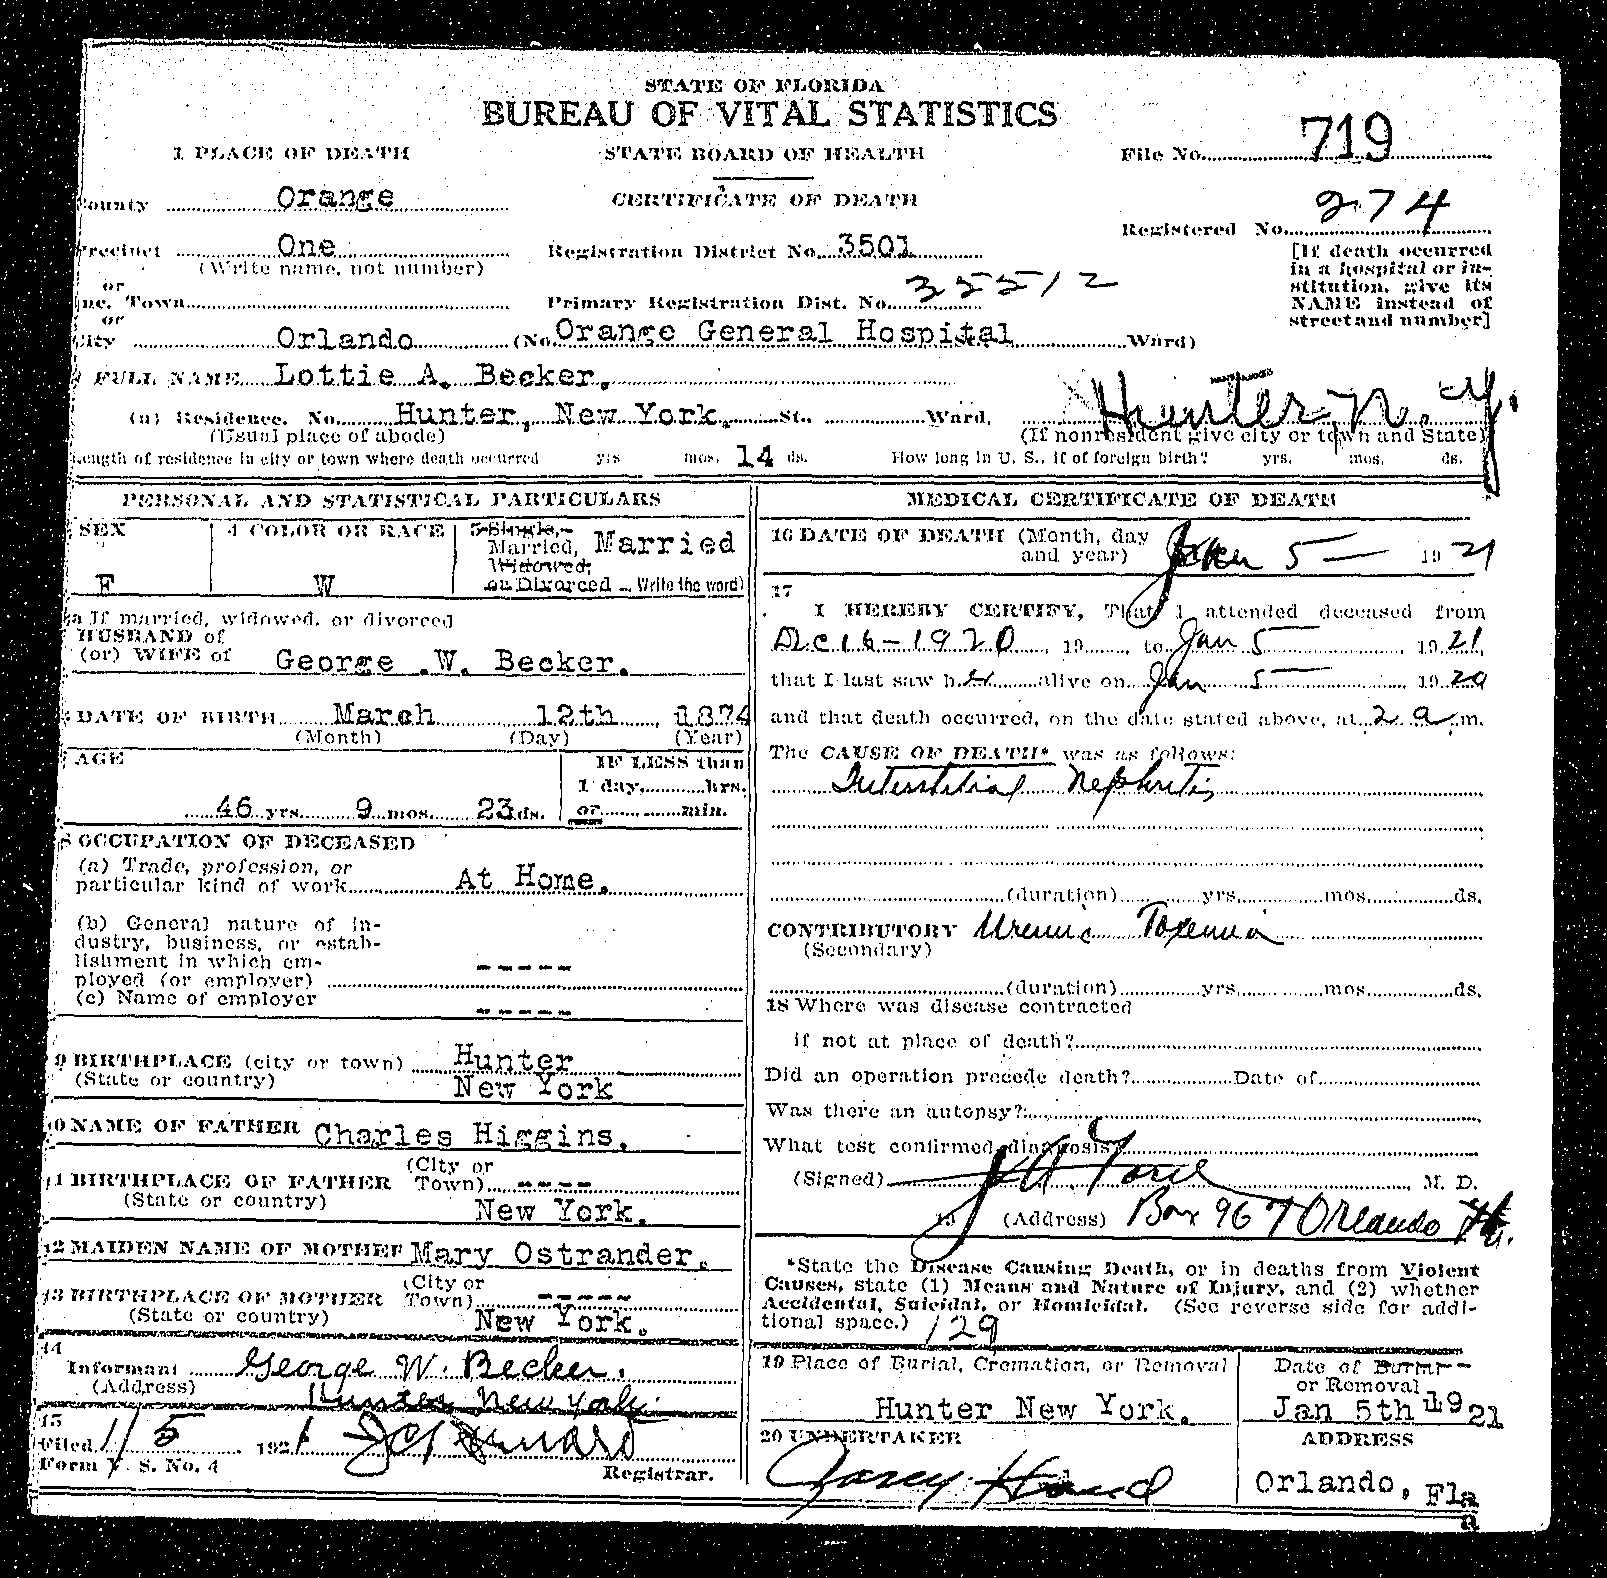 STATE OF FLORIDA
BUREAU OF VITAL STATISTICS
1 PLACE OF DEATH
STATE BOARD OF HEALTH
File No. 719
County Orange
CERTIFICATE OF DEATH
274
Registered No.
Precinct One
(Write name, not number)
Registration District No. 3501
[If death occurred
in a hospital or in-
stitution, give its
NAME instead of
street and number]
or
Inc. Town
Primary Registration Dist. No. 35512
or
City Orlando (No. Orange General Hospital St., Ward)
FULL NAME Lottie A. Becker.
(a) Residence. No. Hunter, New York. St., Ward, Hunter, N. Y.
(Usual place of abode) (If nonresident give city or town and State)
Length of residence in city or town where death occurred yrs mos. 14 ds. How long in U. S., if of foreign birth? yrs. mos. ds.
PERSONAL AND STATISTICAL PARTICULARS
SEX
F
4 COLOR OR RACE
W
5 Single,
Married,
Widowed,
or Divorced Write the word)
Married
a If married, widowed, or divorced
HUSBAND of
(or) WIFE of George .W. Becker.
DATE OF BIRTH March 12th, 1874
(Month) (Day) (Year)
AGE
46 yrs. 9 mos. 23 ds.
IF LESS than
1 day, hrs.
or min.
OCCUPATION OF DECEASED
(a) Trade, profession, or
particular kind of work At Home.
(b) General nature of in-
dustry, business, or estab-
lishment in which em-
ployed (or employer) -----
(c) Name of employer -----
9 BIRTHPLACE (city or town) Hunter
(State or country) New York
10 NAME OF FATHER Charles Higgins.
11 BIRTHPLACE OF FATHER (City or Town) ----
(State or country) New York.
12 MAIDEN NAME OF MOTHER Mary Ostrander.
13 BIRTHPLACE OF MOTHER (City or Town) -----
(State or country) New York.
14
Informant George W. Becker.
(Address) Hunter New York.
15
Filed 1/5, 1921
Registrar.
Form V. S. No. 4
MEDICAL CERTIFICATE OF DEATH
16 DATE OF DEATH (Month, day
and year) Jan 5 — 1921
17
I HEREBY CERTIFY, That I attended deceased from
Dec 16 - 1920, 19 , to Jan 5, 1921,
that I last saw her alive on Jan 5 —, 1920
and that death occurred, on the date stated above, at 2 a.m.
The CAUSE OF DEATH* was as follows:
Interstitial Nephritis
(duration) yrs. mos. ds.
CONTRIBUTORY Uremic Toxemia
(Secondary)
(duration) yrs. mos. ds.
18 Where was disease contracted
if not at place of death?
Did an operation precede death? Date of
Was there an autopsy?
What test confirmed diagnosis?
(Signed) , M. D.
19 (Address) Box 967 Orlando Fla.
*State the Disease Causing Death, or in deaths from Violent
Causes, state (1) Means and Nature of Injury, and (2) whether
Accidental, Suicidal, or Homicidal. (See reverse side for addi-
tional space.) 129
19 Place of Burial, Cremation, or Removal
Hunter New York.
Date of Burial
or Removal
Jan 5th 1921
20 UNDERTAKER
Carey Hand
ADDRESS
Orlando, Fla
a